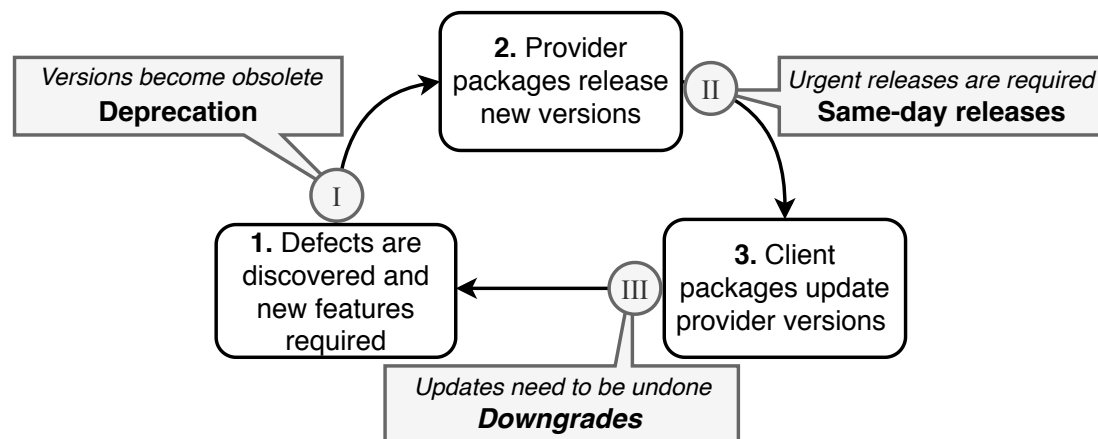 2. Provider
packages release
new versions
Versions become obsolete
Deprecation
II
Urgent releases are required
Same-day releases
I
1. Defects are
discovered and
new features
required
III
3. Client
packages update
provider versions
Updates need to be undone
Downgrades